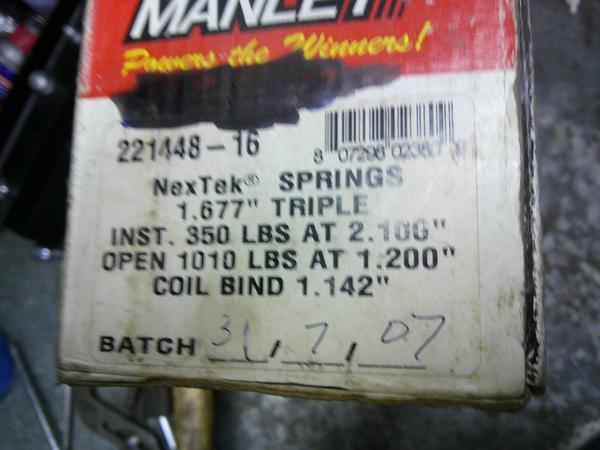 MANLEY
Powers the Winners!
221448-16
NexTek® SPRINGS
1.677" TRIPLE
INST. 350 LBS AT 2.100"
OPEN 1010 LBS AT 1.200"
COIL BIND 1.142"
BATCH 31, 7, 07